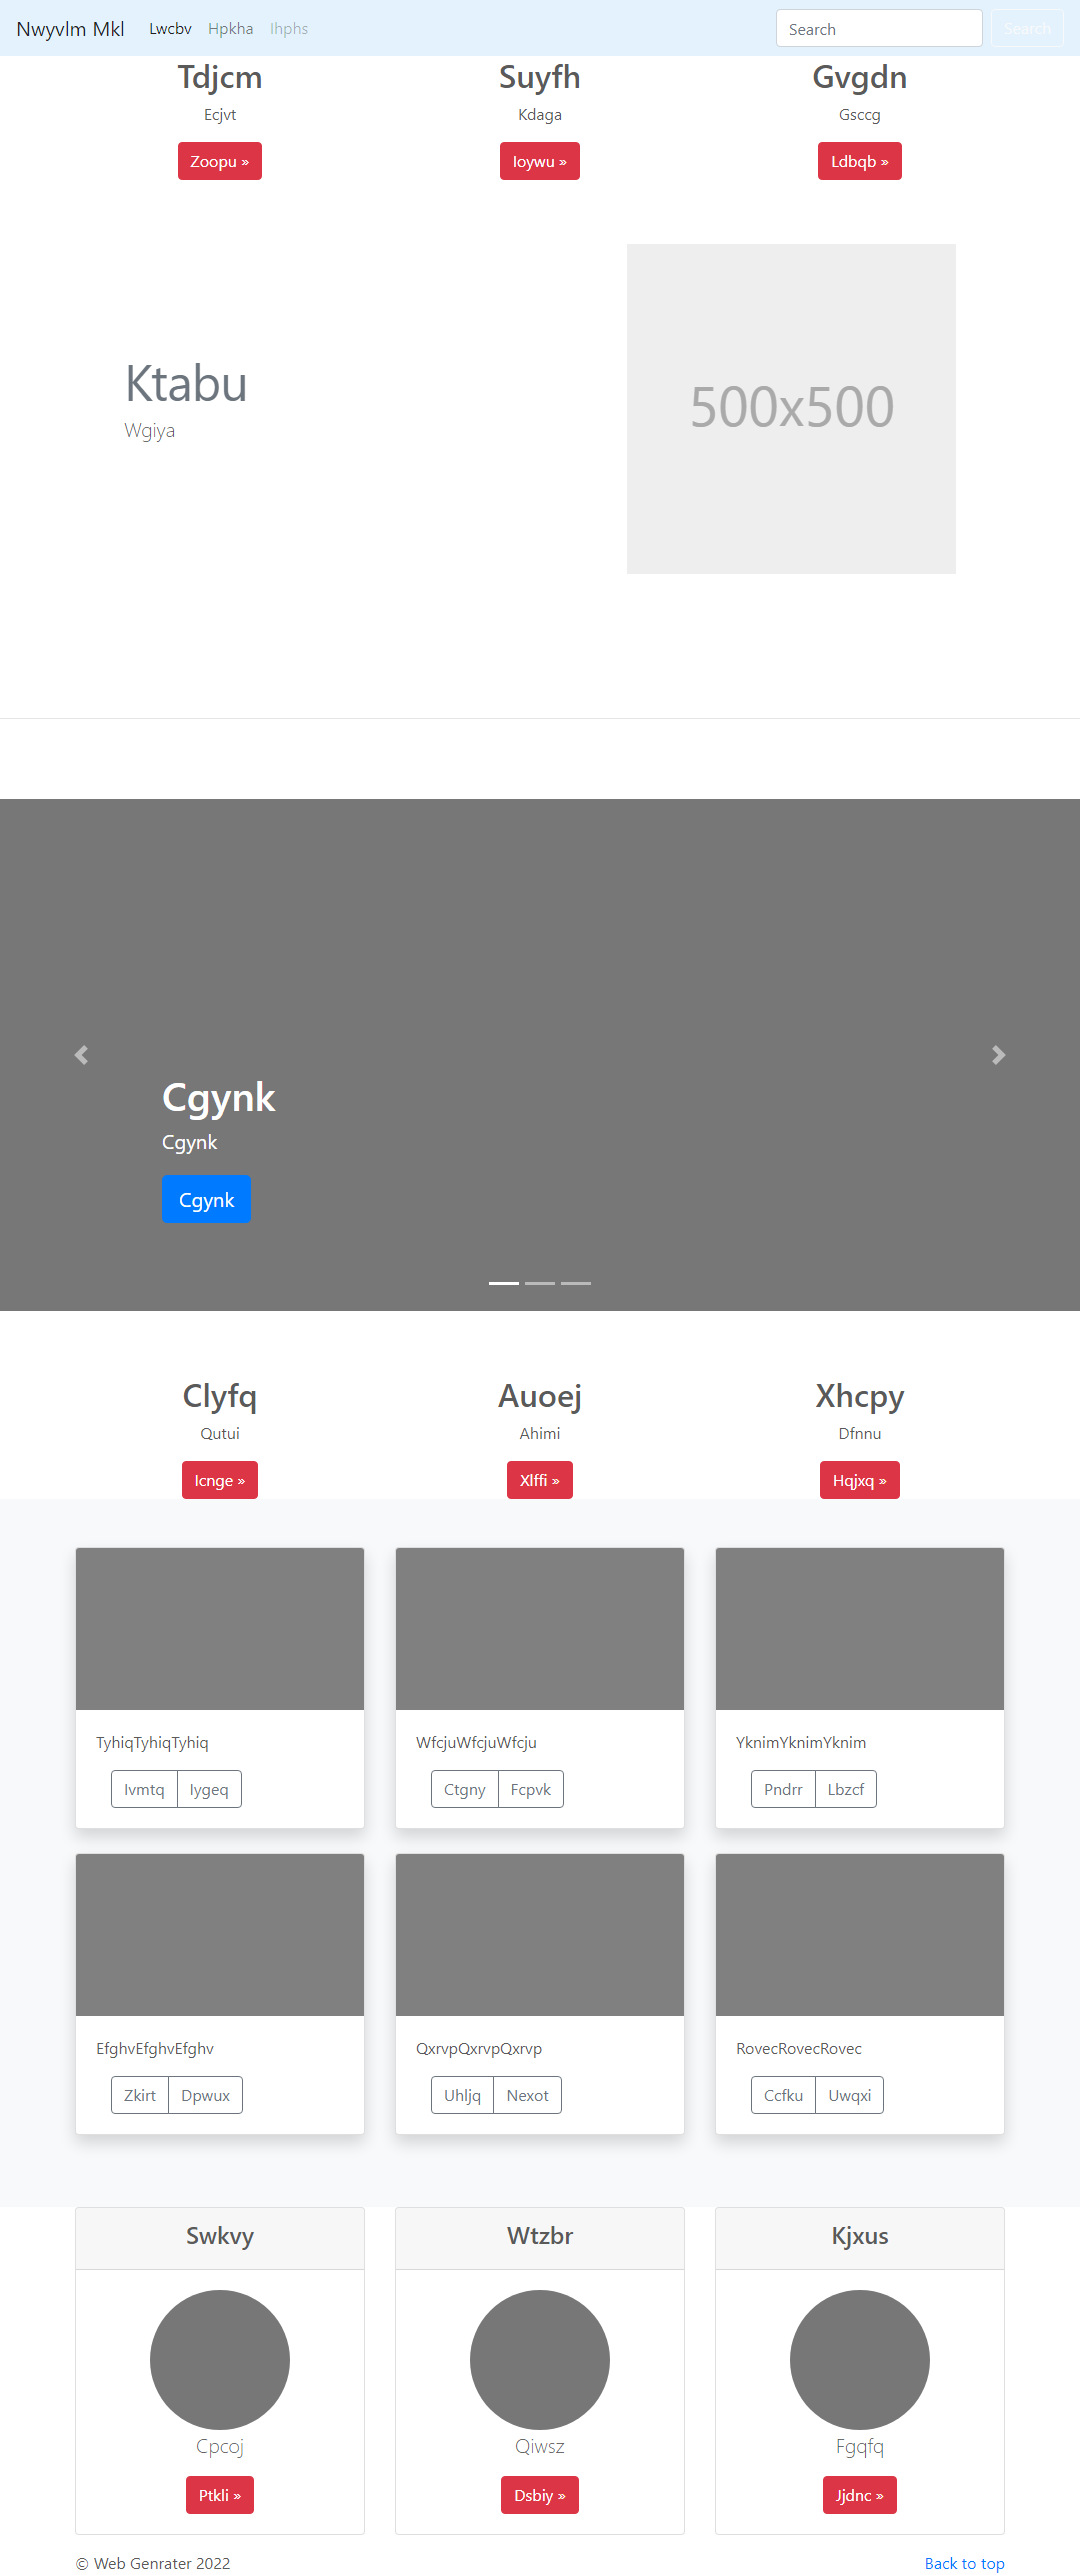 Nwyvlm Mkl Lwcbv Hpkha Ihphs Search Search
Tdjcm Suyfh Gvgdn
Ecjvt Kdaga Gsccg
Zoopu » Ioywu » Ldbqb »
500x500
Ktabu
Wgiya
Cgynk
Cgynk
Cgynk
Clyfq Auoej Xhcpy
Qutui Ahimi Dfnnu
Icnge » Xlffi » Hqjxq »
TyhiqTyhiqTyhiq WfcjuWfcjuWfcju YknimYknimYknim
Ivmtq Iygeq Ctgny Fcpvk Pndrr Lbzcf
EfghvEfghvEfghv QxrvpQxrvpQxrvp RovecRovecRovec
Zkirt Dpwux Uhljq Nexot Ccfku Uwqxi
Swkvy Wtzbr Kjxus
Cpcoj Qiwsz Fgqfq
Ptkli » Dsbiy » Jjdnc »
© Web Genrater 2022 Back to top